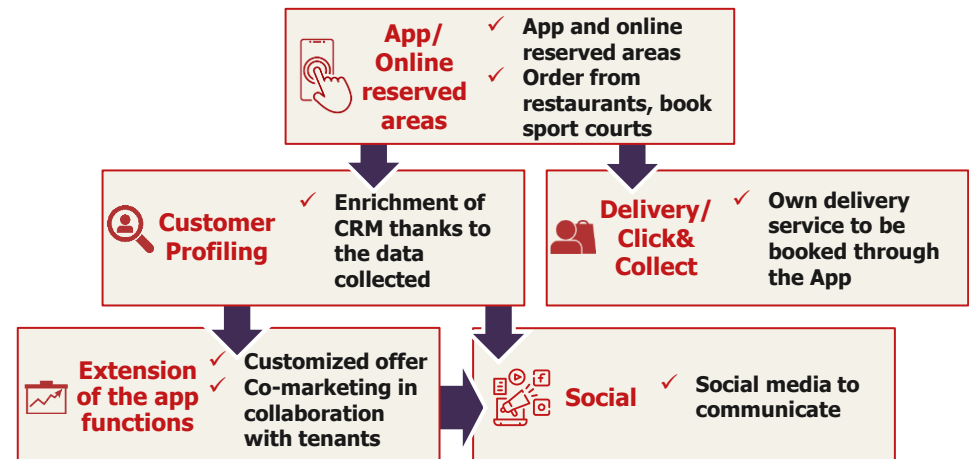 App/
Online
reserved
areas
✓ App and online
reserved areas
✓ Order from
restaurants, book
sport courts
Customer
Profiling
✓ Enrichment of
CRM thanks to
the data
collected
Delivery/
Click&
Collect
✓ Own delivery
service to be
booked through
the App
Extension
of the app
functions
✓ Customized offer
✓ Co-marketing in
collaboration
with tenants
Social
✓ Social media to
communicate